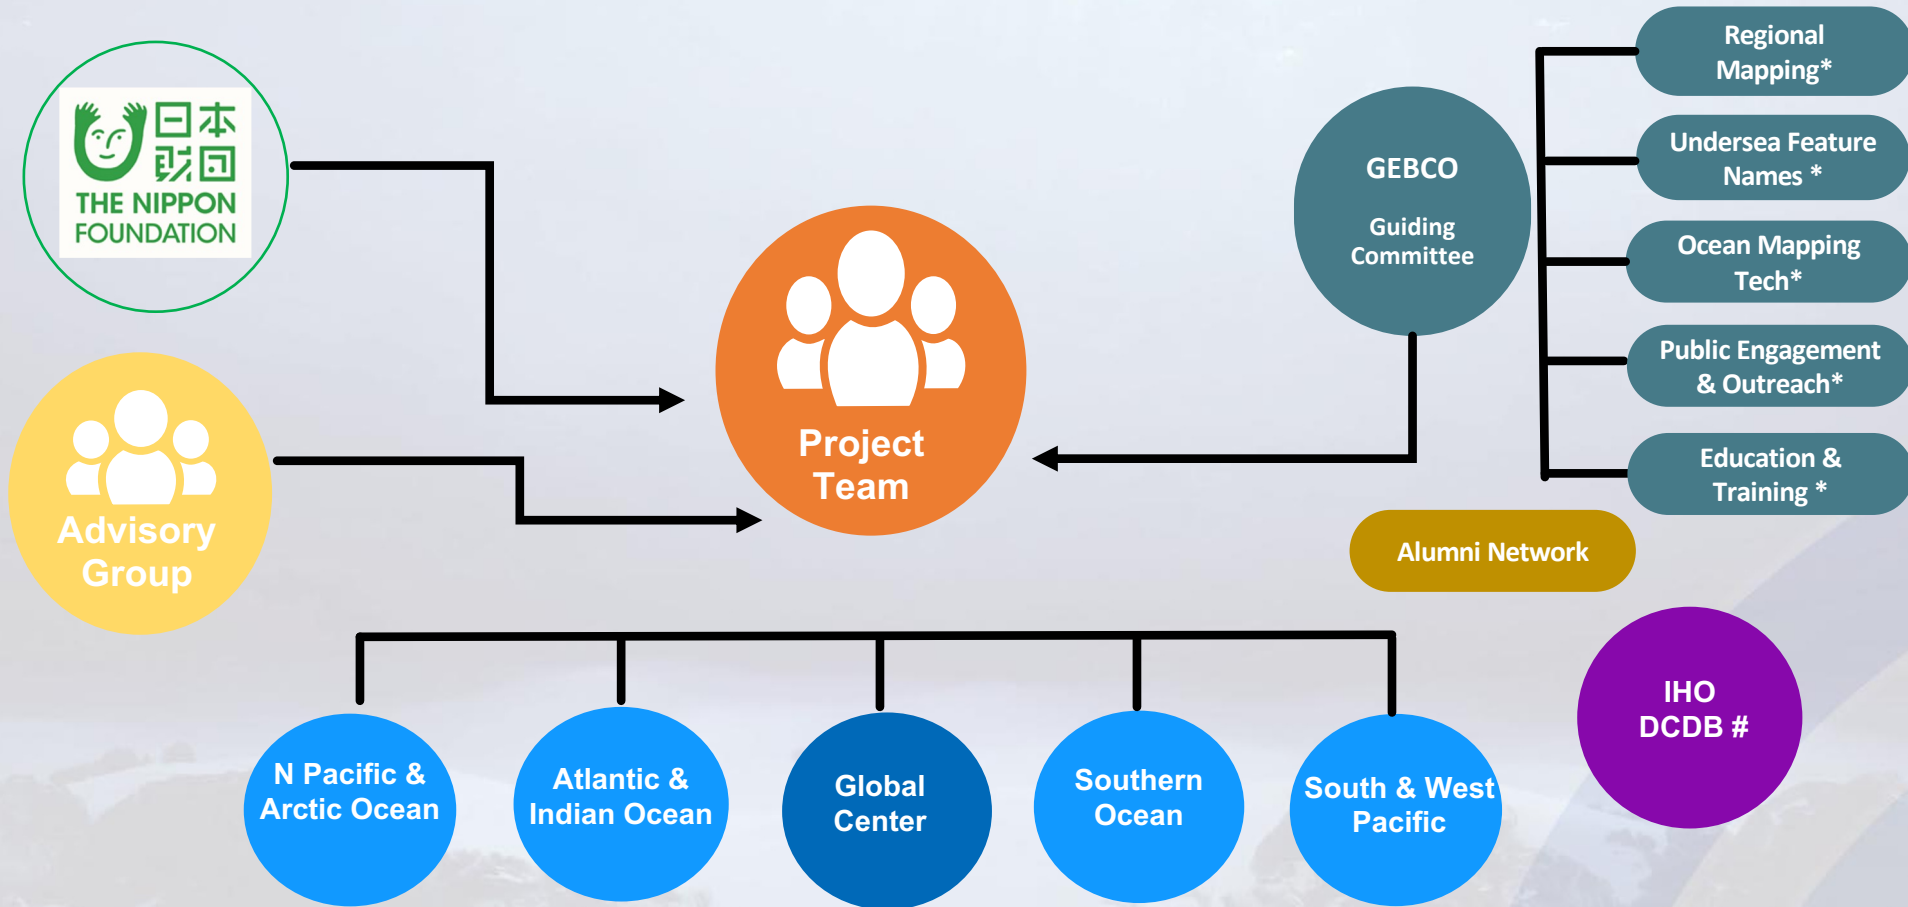 日本
財団
THE NIPPON
FOUNDATION
Advisory
Group
Project
Team
GEBCO
Guiding
Committee
Regional
Mapping*
Undersea Feature
Names *
Ocean Mapping
Tech*
Public Engagement
& Outreach*
Education &
Training *
Alumni Network
IHO
DCDB #
N Pacific &
Arctic Ocean
Atlantic &
Indian Ocean
Global
Center
Southern
Ocean
South & West
Pacific